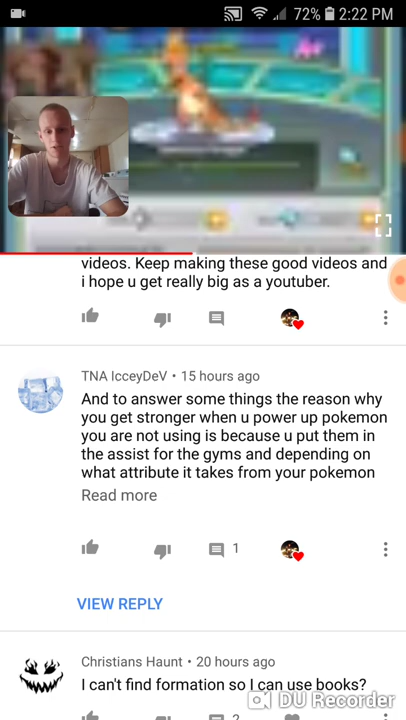 72% 2:22 PM
videos. Keep making these good videos and
i hope u get really big as a youtuber.
TNA IcceyDeV • 15 hours ago
And to answer some things the reason why
you get stronger when u power up pokemon
you are not using is because u put them in
the assist for the gyms and depending on
what attribute it takes from your pokemon
Read more
1
VIEW REPLY
Christians Haunt • 20 hours ago
I can't find formation so I can use books?
DU Recorder
2